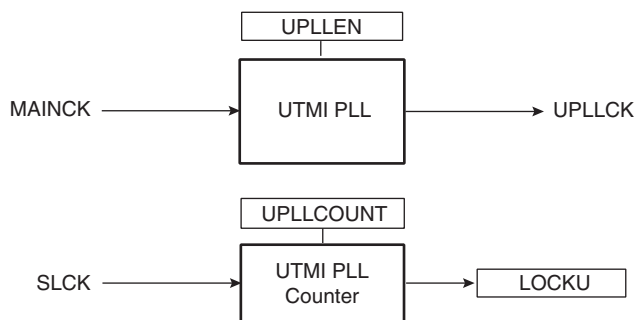 UPLLEN
MAINCK
UTMI PLL
UPLLCK
UPLLCOUNT
SLCK
UTMI PLL
Counter
LOCKU